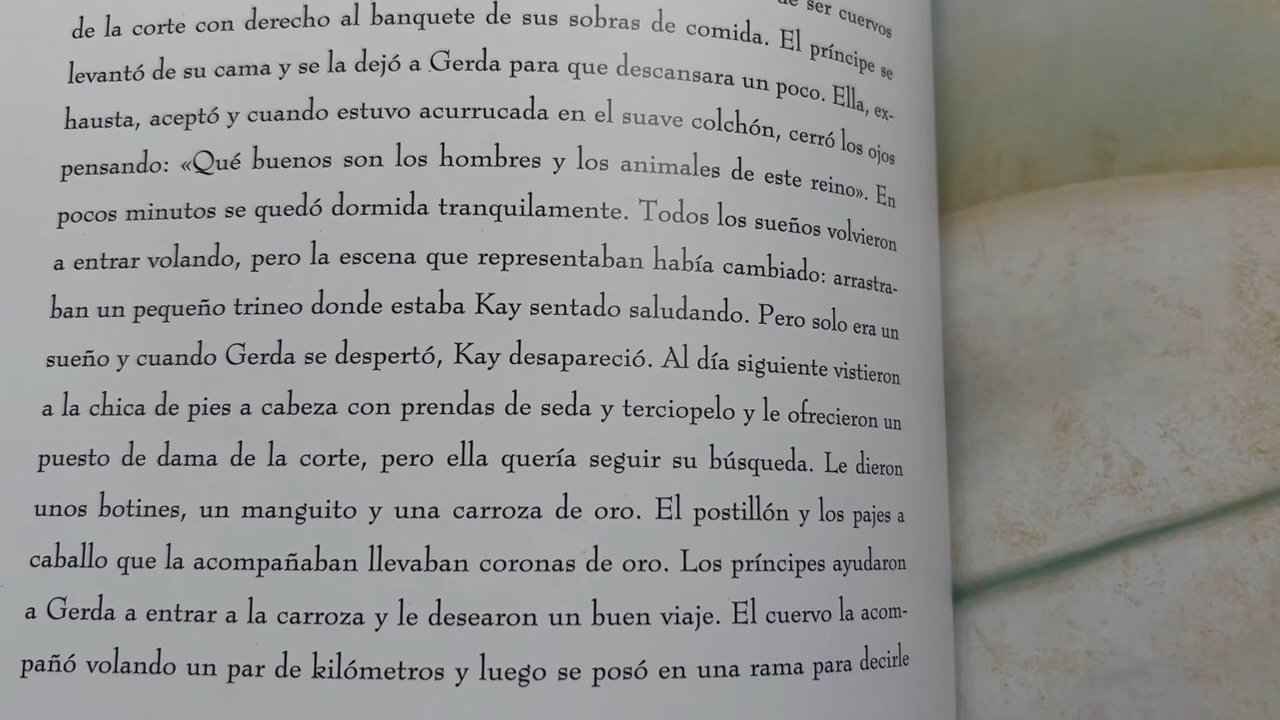 de ser cuervos
de la corte con derecho al banquete de sus sobras de comida. El príncipe se
levantó de su cama y se la dejó a Gerda para que descansara un poco. Ella, ex-
hausta, aceptó y cuando estuvo acurrucada en el suave colchón, cerró los ojos
pensando: «Qué buenos son los hombres y los animales de este reino». En
pocos minutos se quedó dormida tranquilamente. Todos los sueños volvieron
a entrar volando, pero la escena que representaban había cambiado: arrastra-
ban un pequeño trineo donde estaba Kay sentado saludando. Pero solo era un
sueño y cuando Gerda se despertó, Kay desapareció. Al día siguiente vistieron
a la chica de pies a cabeza con prendas de seda y terciopelo y le ofrecieron un
puesto de dama de la corte, pero ella quería seguir su búsqueda. Le dieron
unos botines, un manguito y una carroza de oro. El postillón y los pajes a
caballo que la acompañaban llevaban coronas de oro. Los príncipes ayudaron
a Gerda a entrar a la carroza y le desearon un buen viaje. El cuervo la acom-
pañó volando un par de kilómetros y luego se posó en una rama para decirle